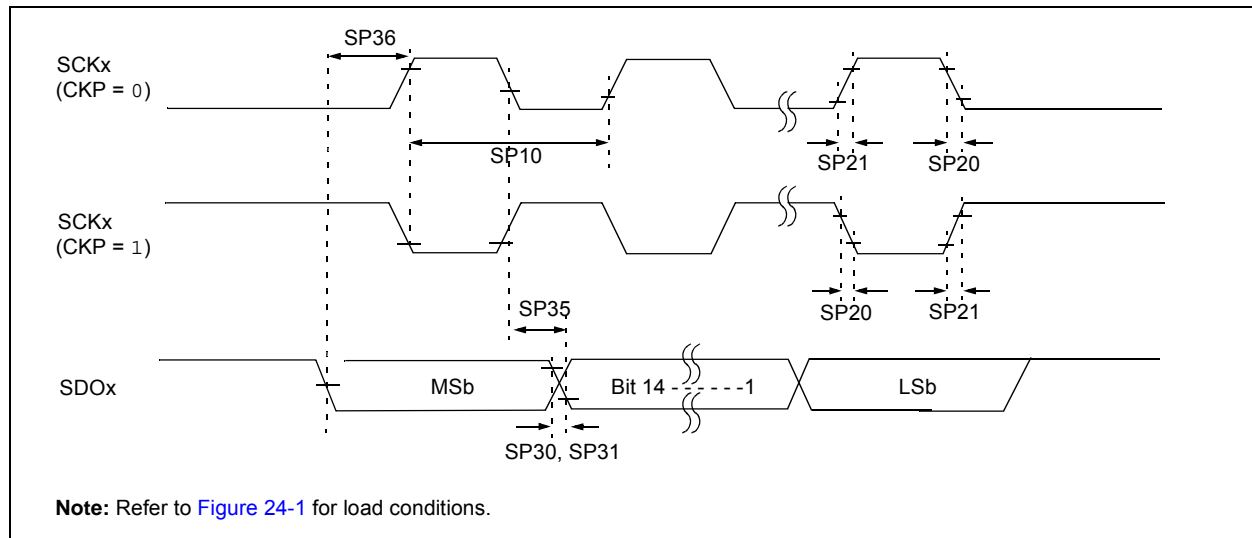 SP36
SCKx
(CKP = 0)
SP10
SP21
SP20
SCKx
(CKP = 1)
SP35
SP20
SP21
SDOx
MSb
Bit 14 - - - - - -1
LSb
SP30, SP31
Note: Refer to Figure 24-1 for load conditions.